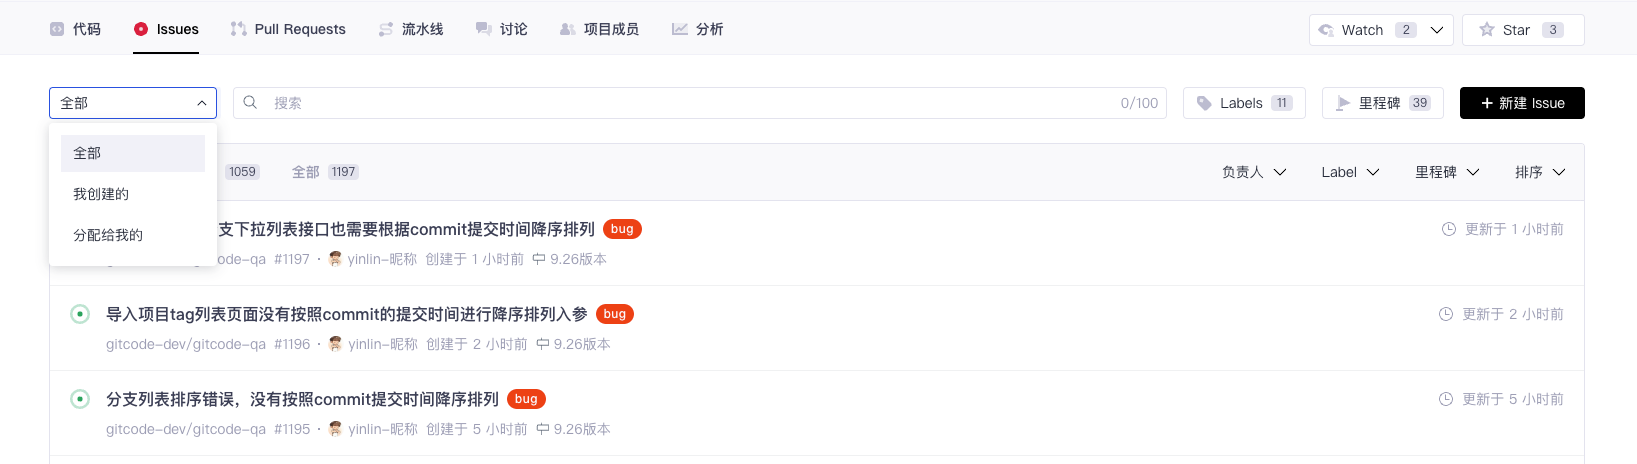 代码 Issues Pull Requests 流水线 讨论 项目成员 分析 Watch 2 Star 3
全部 搜索 0/100 Labels 11 里程碑 39 新建 Issue
全部
我创建的
分配给我的
1059 全部 1197 负责人 Label 里程碑 排序
支下拉列表接口也需要根据commit提交时间降序排列 bug 更新于 1 小时前
code-qa #1197 · yinlin-昵称 创建于 1 小时前 9.26版本
导入项目tag列表页面没有按照commit的提交时间进行降序排列入参 bug 更新于 2 小时前
gitcode-dev/gitcode-qa #1196 · yinlin-昵称 创建于 2 小时前 9.26版本
分支列表排序错误，没有按照commit提交时间降序排列 bug 更新于 5 小时前
gitcode-dev/gitcode-qa #1195 · yinlin-昵称 创建于 5 小时前 9.26版本